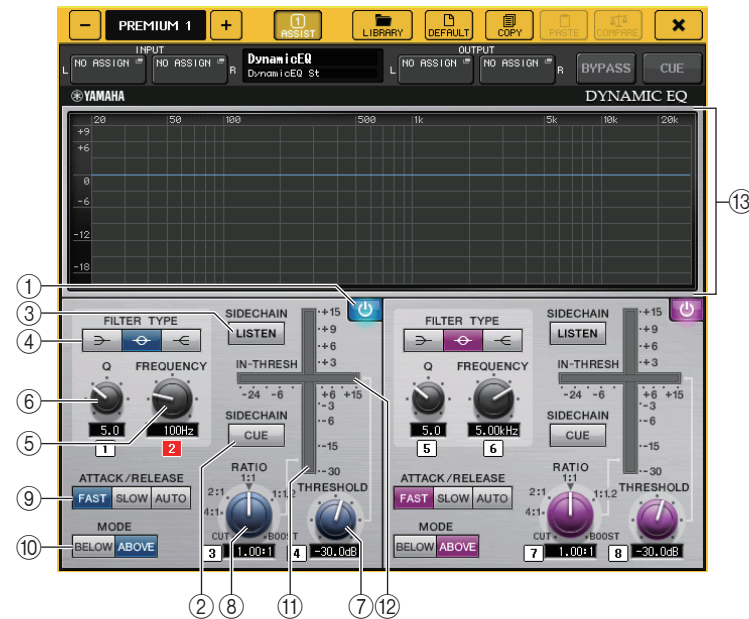 − PREMIUM 1 + 1 ASSIST LIBRARY DEFAULT COPY PASTE COMPARE ×
INPUT
L NO ASSIGN NO ASSIGN R
DynamicEQ
DynamicEQ St
OUTPUT
L NO ASSIGN NO ASSIGN R
BYPASS CUE
YAMAHA DYNAMIC EQ
20 50 100 500 1k 5k 10k 20k
+9
+6
0
-6
-12
-18
⑬
①
③
④
⑥
⑤
⑨
⑩
FILTER TYPE
Q FREQUENCY
5.0 100Hz
1 2
SIDECHAIN
LISTEN
IN-THRESH
-24 -6 +6 +15
SIDECHAIN
CUE
+15
+9
+6
+3
-3
-6
-15
-30
ATTACK/RELEASE
FAST SLOW AUTO
MODE
BELOW ABOVE
RATIO
1:1
2:1 1:1.2
4:1
CUT BOOST
3 1.00:1
THRESHOLD
4 -30.0dB
FILTER TYPE
Q FREQUENCY
5.0 5.00kHz
5 6
SIDECHAIN
LISTEN
IN-THRESH
-24 -6 +6 +15
SIDECHAIN
CUE
+15
+9
+6
+3
-3
-6
-15
-30
ATTACK/RELEASE
FAST SLOW AUTO
MODE
BELOW ABOVE
RATIO
1:1
2:1 1:1.2
4:1
CUT BOOST
7 1.00:1
THRESHOLD
8 -30.0dB
② ⑧ ⑪ ⑦ ⑫